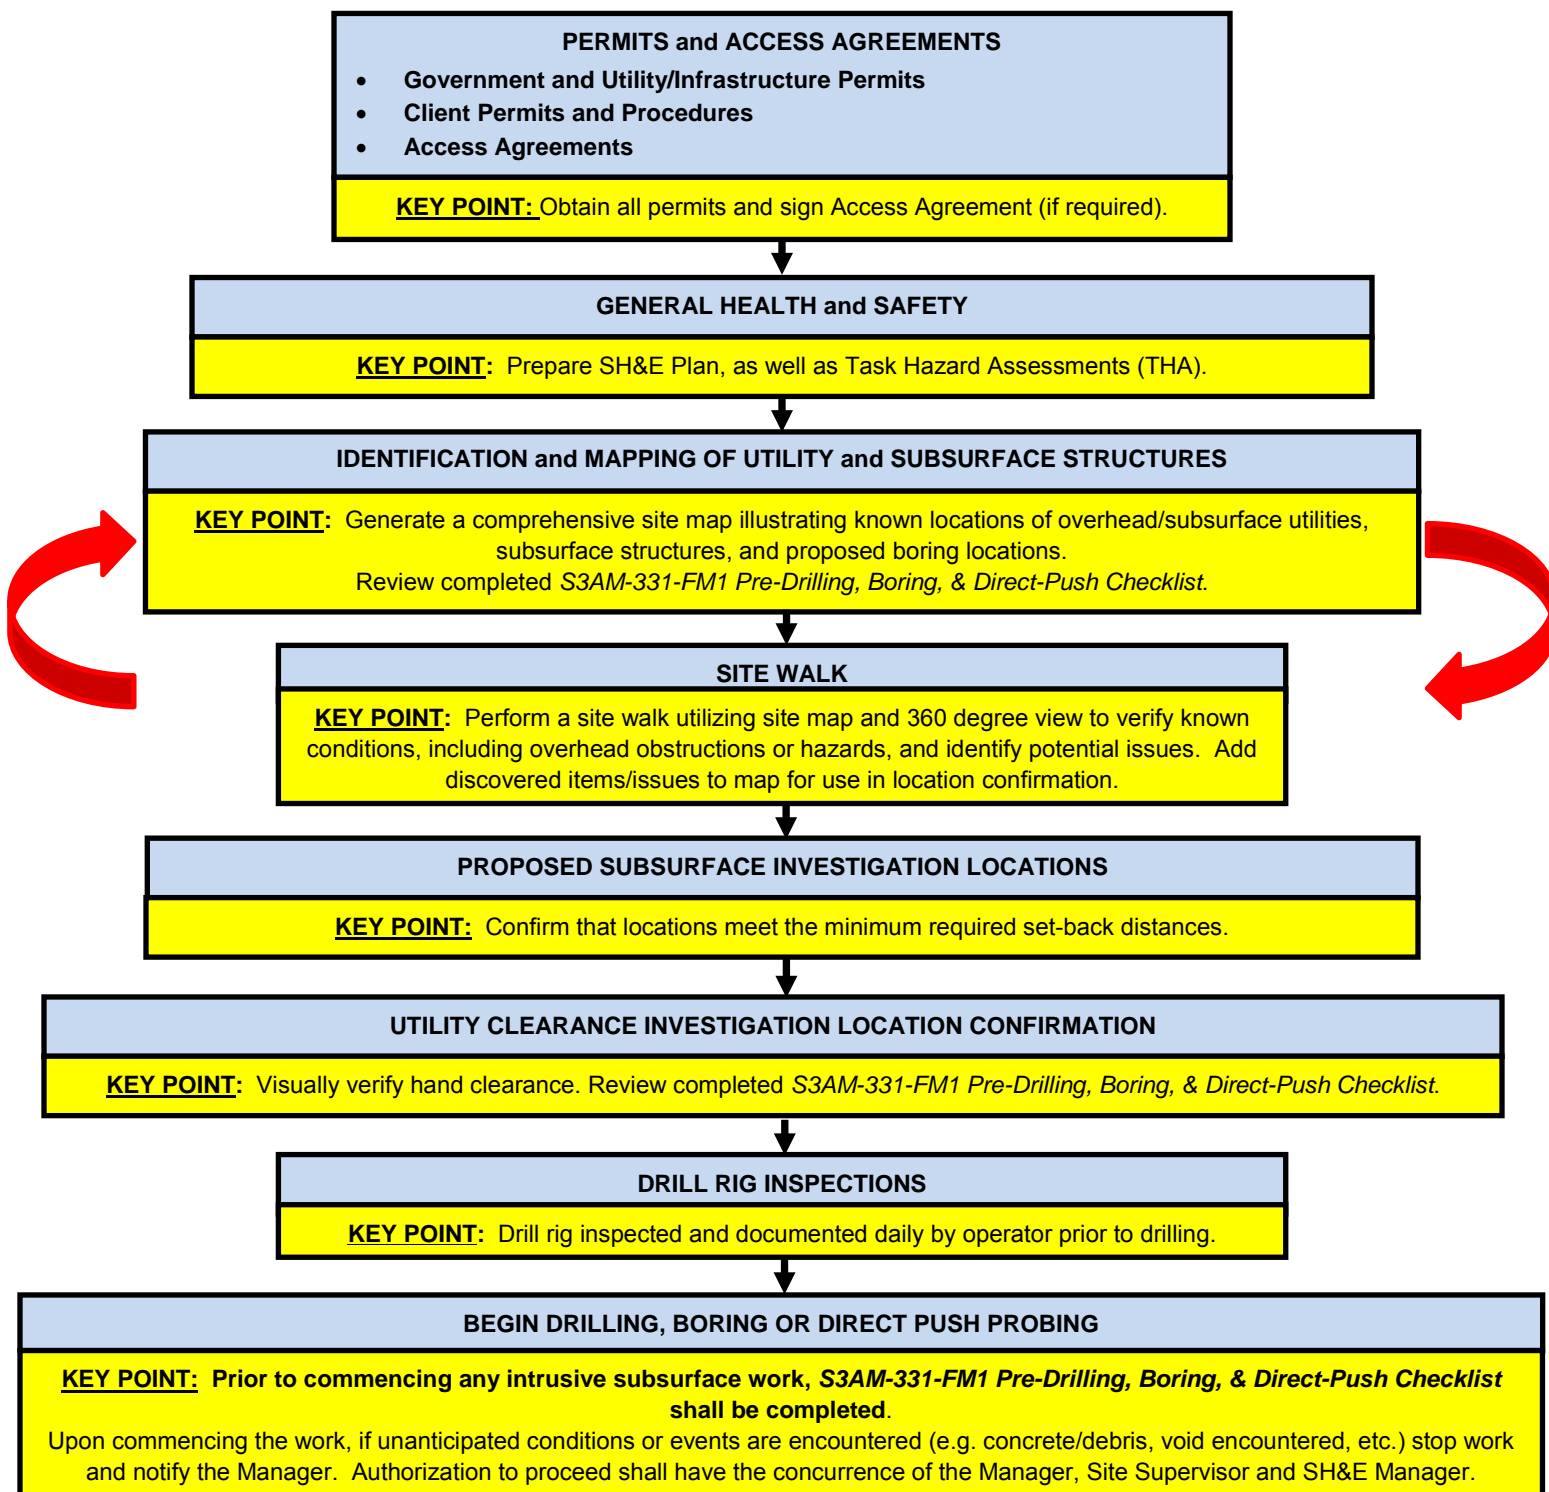 PERMITS and ACCESS AGREEMENTS
• Government and Utility/Infrastructure Permits
• Client Permits and Procedures
• Access Agreements
KEY POINT: Obtain all permits and sign Access Agreement (if required).
GENERAL HEALTH and SAFETY
KEY POINT: Prepare SH&E Plan, as well as Task Hazard Assessments (THA).
IDENTIFICATION and MAPPING OF UTILITY and SUBSURFACE STRUCTURES
KEY POINT: Generate a comprehensive site map illustrating known locations of overhead/subsurface utilities,
subsurface structures, and proposed boring locations.
Review completed S3AM-331-FM1 Pre-Drilling, Boring, & Direct-Push Checklist.
SITE WALK
KEY POINT: Perform a site walk utilizing site map and 360 degree view to verify known
conditions, including overhead obstructions or hazards, and identify potential issues. Add
discovered items/issues to map for use in location confirmation.
PROPOSED SUBSURFACE INVESTIGATION LOCATIONS
KEY POINT: Confirm that locations meet the minimum required set-back distances.
UTILITY CLEARANCE INVESTIGATION LOCATION CONFIRMATION
KEY POINT: Visually verify hand clearance. Review completed S3AM-331-FM1 Pre-Drilling, Boring, & Direct-Push Checklist.
DRILL RIG INSPECTIONS
KEY POINT: Drill rig inspected and documented daily by operator prior to drilling.
BEGIN DRILLING, BORING OR DIRECT PUSH PROBING
KEY POINT: Prior to commencing any intrusive subsurface work, S3AM-331-FM1 Pre-Drilling, Boring, & Direct-Push Checklist
shall be completed.
Upon commencing the work, if unanticipated conditions or events are encountered (e.g. concrete/debris, void encountered, etc.) stop work
and notify the Manager. Authorization to proceed shall have the concurrence of the Manager, Site Supervisor and SH&E Manager.